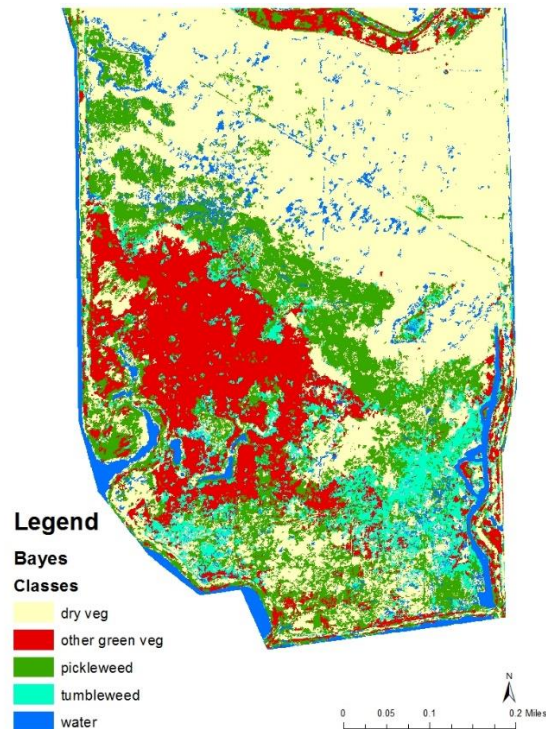 Legend
Bayes
Classes
dry veg
other green veg
pickleweed
tumbleweed
water
N
0 0.05 0.1 0.2 Miles